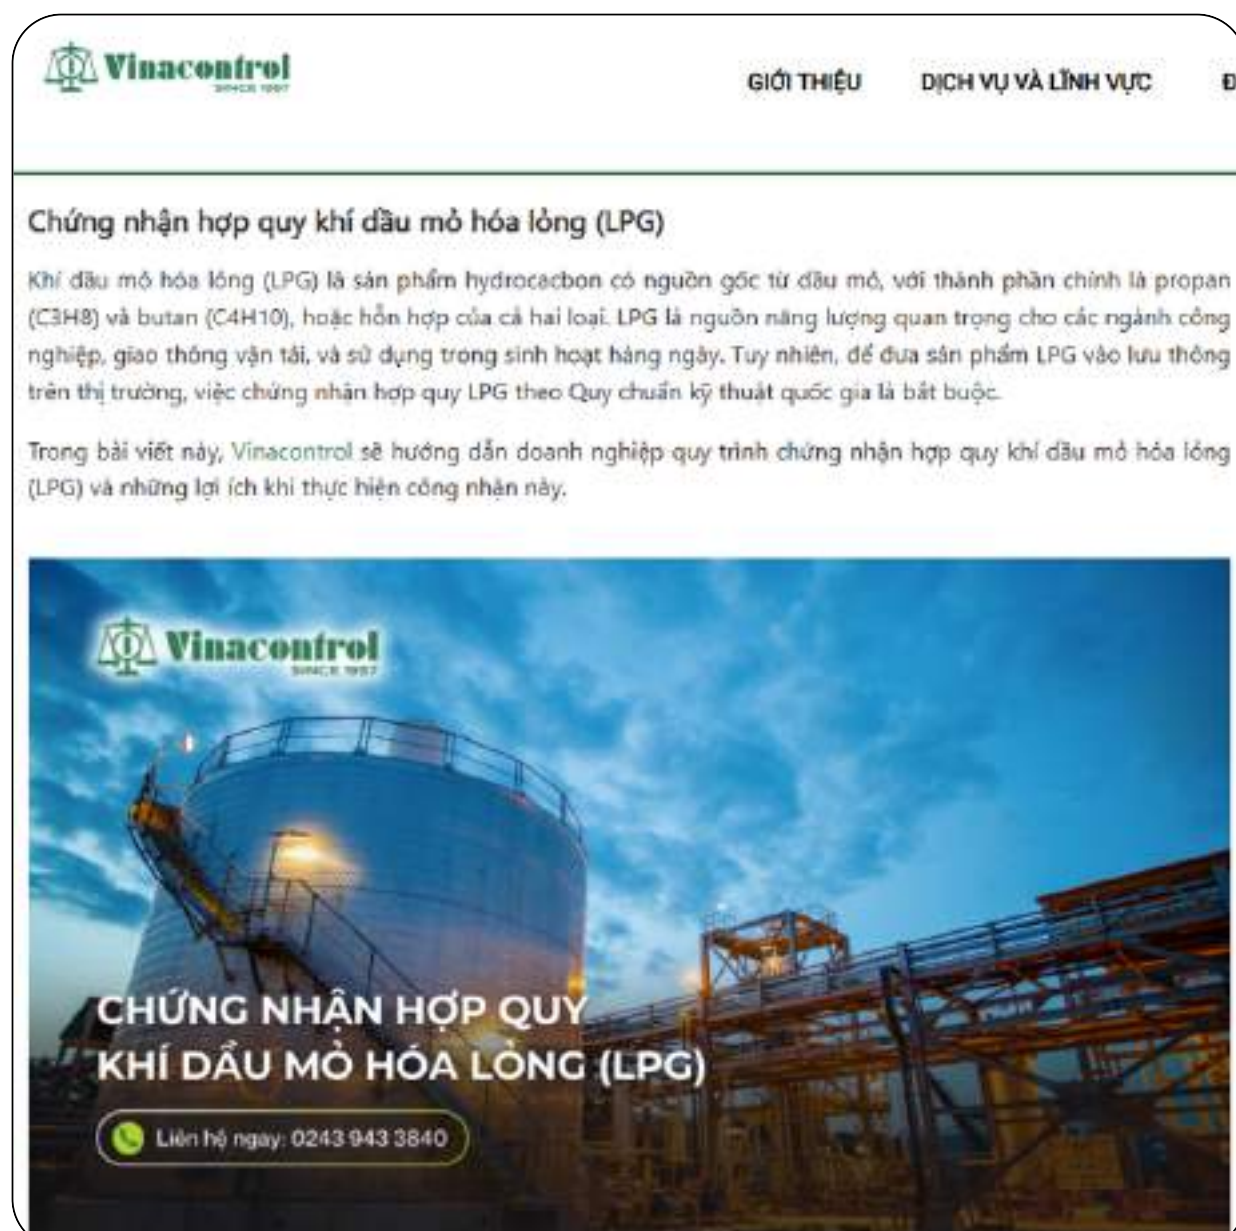 Vinacontrol
SINCE 1957
GIỚI THIỆU
DỊCH VỤ VÀ LĨNH VỰC
Chứng nhận hợp quy khí dầu mỏ hóa lỏng (LPG)
Khí dầu mỏ hóa lỏng (LPG) là sản phẩm hydrocacbon có nguồn gốc từ dầu mỏ, với thành phần chính là propan
(C3H8) và butan (C4H10), hoặc hỗn hợp của cả hai loại. LPG là nguồn năng lượng quan trọng cho các ngành công
nghiệp, giao thông vận tải, và sử dụng trong sinh hoạt hàng ngày. Tuy nhiên, để đưa sản phẩm LPG vào lưu thông
trên thị trường, việc chứng nhận hợp quy LPG theo Quy chuẩn kỹ thuật quốc gia là bắt buộc.
Trong bài viết này, Vinacontrol sẽ hướng dẫn doanh nghiệp quy trình chứng nhận hợp quy khí dầu mỏ hóa lỏng
(LPG) và những lợi ích khi thực hiện công nhận này.
Vinacontrol
SINCE 1957
CHỨNG NHẬN HỢP QUY
KHÍ DẦU MỎ HÓA LỎNG (LPG)
Liên hệ ngay: 0243 943 3840